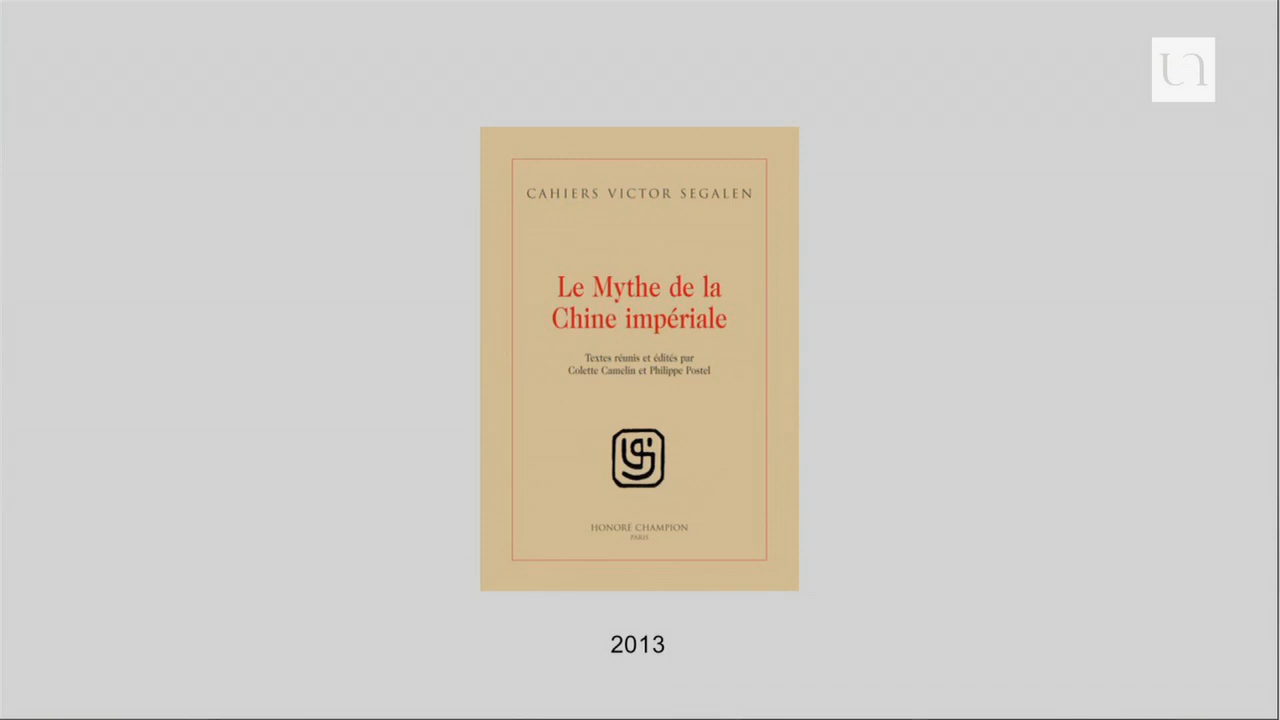 CAHIERS VICTOR SEGALEN
Le Mythe de la
Chine impériale
Textes réunis et édités par
Colette Camelin et Philippe Postel
HONORÉ CHAMPION
PARIS
2013